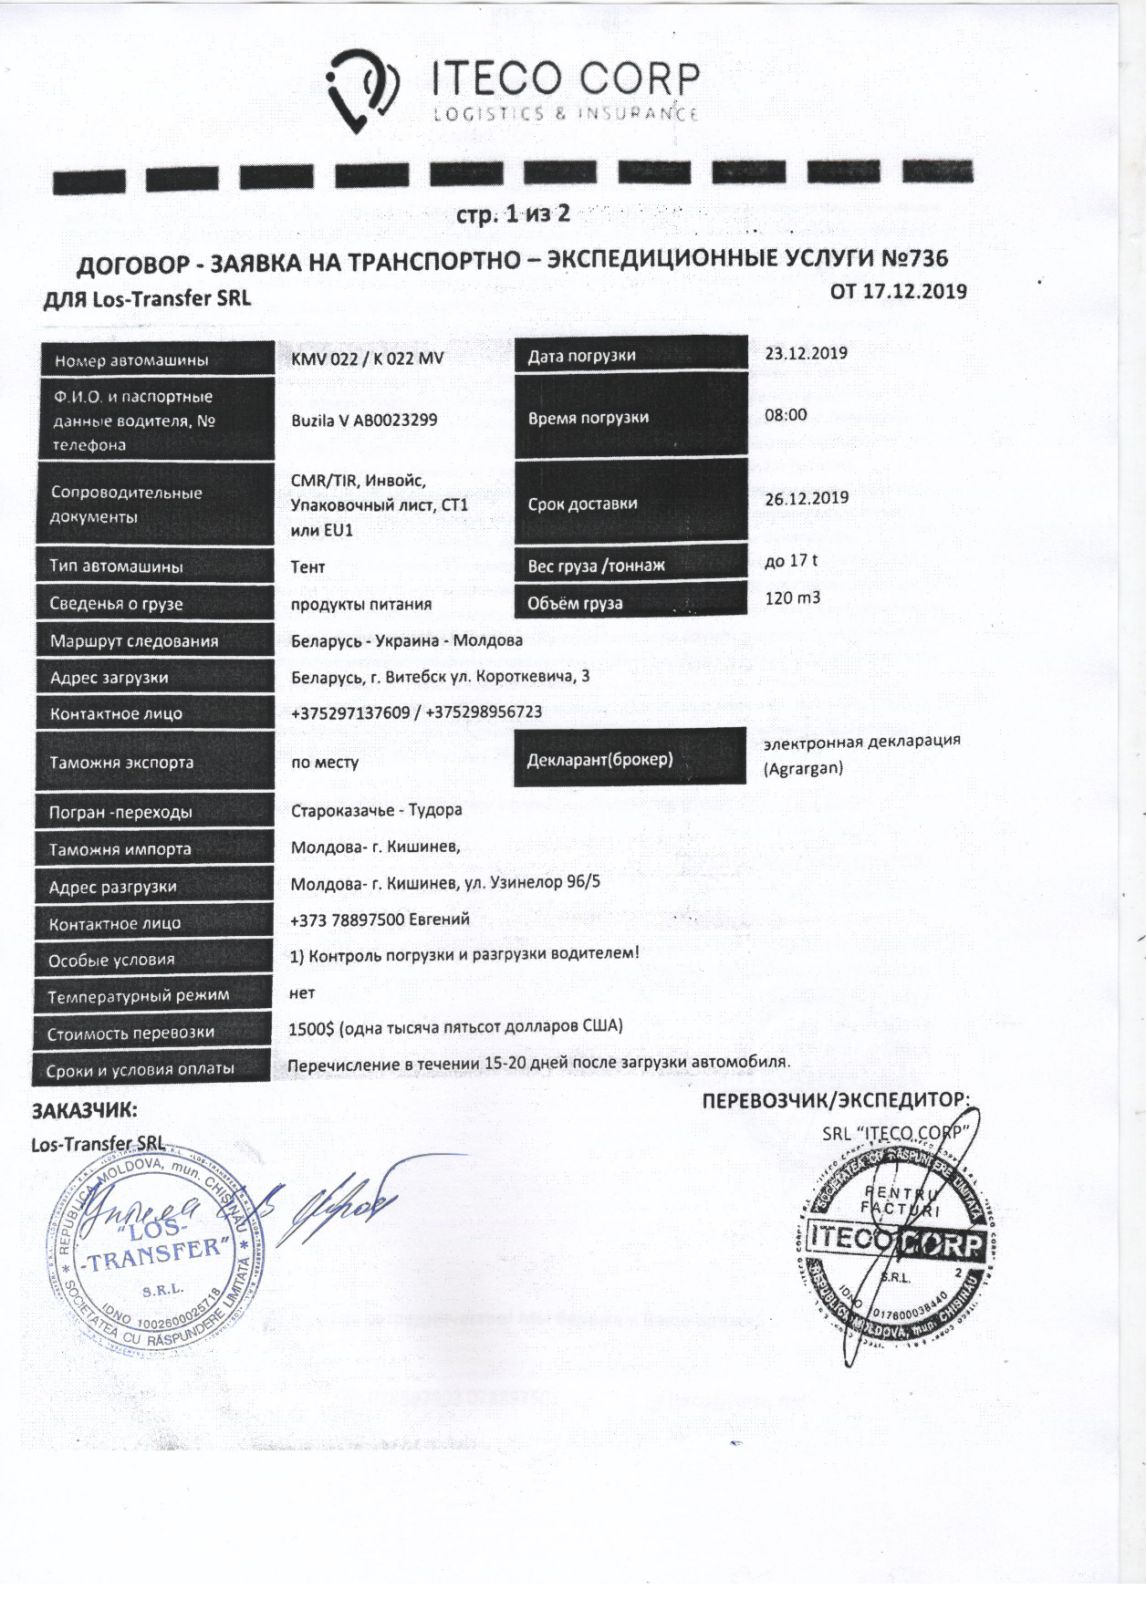 ITECO CORP
LOGISTICS & INSURANCE
стр. 1 из 2
ДОГОВОР - ЗАЯВКА НА ТРАНСПОРТНО – ЭКСПЕДИЦИОННЫЕ УСЛУГИ №736
ДЛЯ Los-Transfer SRL
ОТ 17.12.2019
Номер автомашины KMV 022 / K 022 MV Дата погрузки 23.12.2019
Ф.И.О. и паспортные
данные водителя, №
телефона
Buzila V AB0023299 Время погрузки 08:00
Сопроводительные
документы
CMR/TIR, Инвойс,
Упаковочный лист, СТ1
или EU1
Срок доставки 26.12.2019
Тип автомашины Тент Вес груза /тоннаж до 17 t
Сведенья о грузе продукты питания Объём груза 120 m3
Маршрут следования Беларусь - Украина - Молдова
Адрес загрузки Беларусь, г. Витебск ул. Короткевича, 3
Контактное лицо +375297137609 / +375298956723
Таможня экспорта по месту Декларант(брокер) электронная декларация
(Agrargan)
Погран -переходы Староказачье - Тудора
Таможня импорта Молдова- г. Кишинев,
Адрес разгрузки Молдова- г. Кишинев, ул. Узинелор 96/5
Контактное лицо +373 78897500 Евгений
Особые условия 1) Контроль погрузки и разгрузки водителем!
Температурный режим нет
Стоимость перевозки 1500$ (одна тысяча пятьсот долларов США)
Сроки и условия оплаты Перечисление в течении 15-20 дней после загрузки автомобиля.
ЗАКАЗЧИК:
ПЕРЕВОЗЧИК/ЭКСПЕДИТОР:
Los-Transfer SRL
SRL “ITECO CORP”
REPUBLICA MOLDOVA, mun. CHIȘINĂU
"LOS-
-TRANSFER"
S.R.L.
IDNO 1002600025718
SOCIETATEA CU RĂSPUNDERE LIMITATĂ
SOCIETATEA CU RĂSPUNDERE LIMITATĂ
PENTRU
FACTURI
ITECO CORP
S.R.L.
2
IDNO 1017600038440
REPUBLICA MOLDOVA, mun. CHIȘINĂU